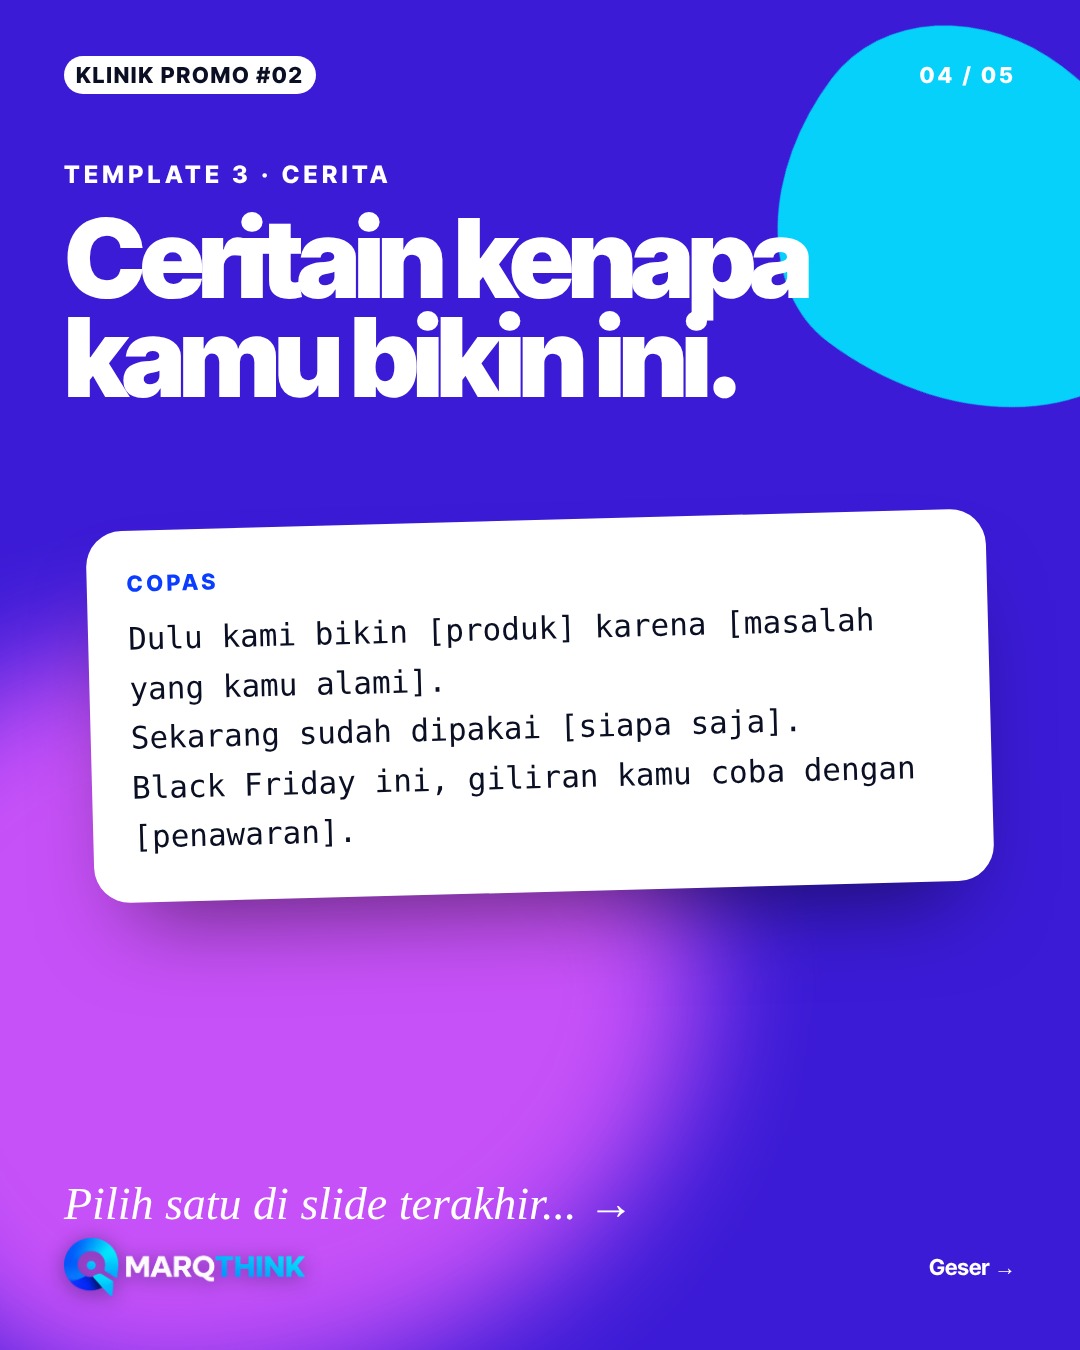 KLINIK PROMO #02
04 / 05
TEMPLATE 3 · CERITA
Ceritain kenapa
kamu bikin ini.
COPAS
Dulu kami bikin [produk] karena [masalah
yang kamu alami].
Sekarang sudah dipakai [siapa saja].
Black Friday ini, giliran kamu coba dengan
[penawaran].
Pilih satu di slide terakhir... →
MARQTHINK
Geser →